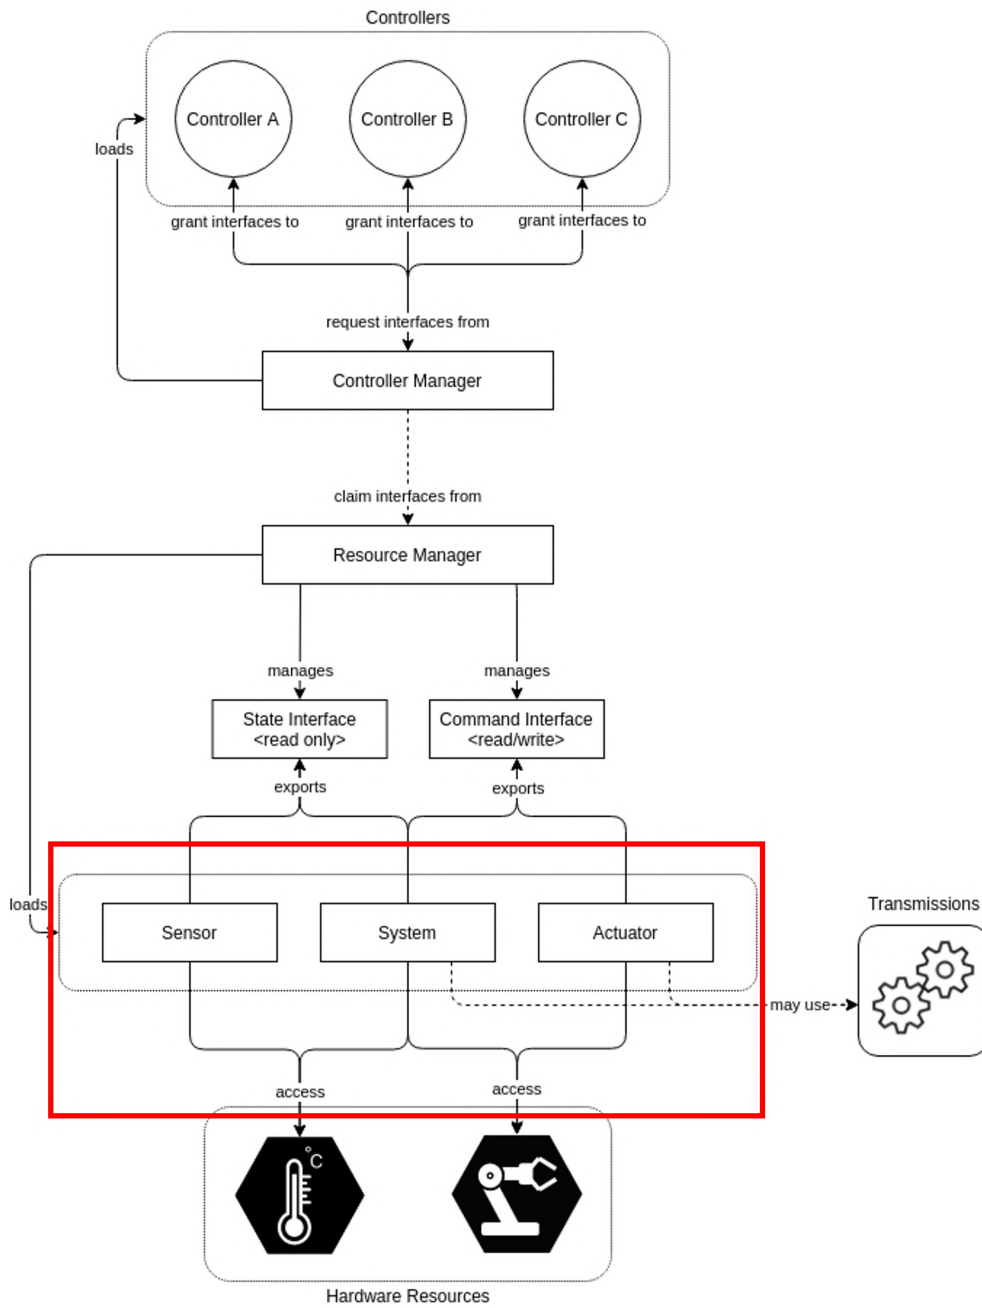 Controllers
Controller A
Controller B
Controller C
loads
grant interfaces to
grant interfaces to
grant interfaces to
request interfaces from
Controller Manager
claim interfaces from
Resource Manager
manages
manages
State Interface
<read only>
Command Interface
<read/write>
exports
exports
loads
Sensor
System
Actuator
Transmissions
may use
access
access
°C
Hardware Resources